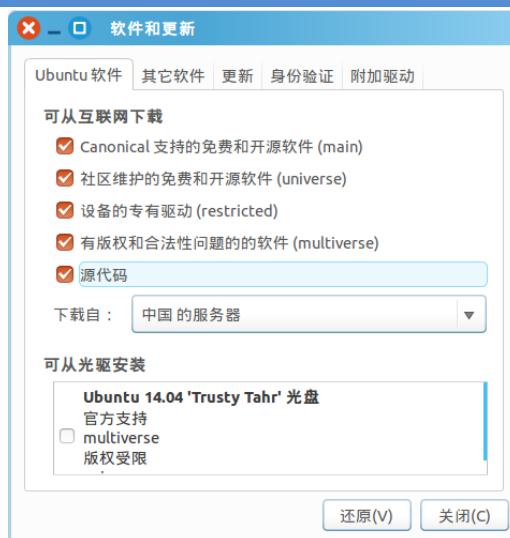 软件和更新
Ubuntu 软件 其它软件 更新 身份验证 附加驱动
可从互联网下载
Canonical 支持的免费和开源软件 (main)
社区维护的免费和开源软件 (universe)
设备的专有驱动 (restricted)
有版权和合法性问题的的软件 (multiverse)
源代码
下载自： 中国 的服务器
可从光驱安装
Ubuntu 14.04 'Trusty Tahr' 光盘
官方支持
multiverse
版权受限
还原(V) 关闭(C)